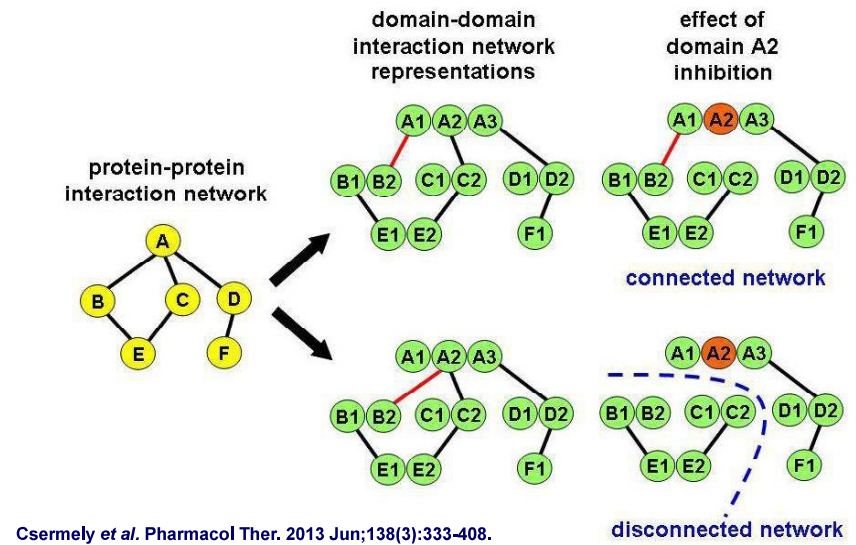 domain-domain
interaction network
representations
effect of
domain A2
inhibition
protein-protein
interaction network
A
B
C
D
E
F
A1 A2 A3
B1 B2 C1 C2 D1 D2
E1 E2 F1
A1 A2 A3
B1 B2 C1 C2 D1 D2
E1 E2 F1
connected network
A1 A2 A3
B1 B2 C1 C2 D1 D2
E1 E2 F1
A1 A2 A3
B1 B2 C1 C2 D1 D2
E1 E2 F1
disconnected network
Csermely et al. Pharmacol Ther. 2013 Jun;138(3):333-408.